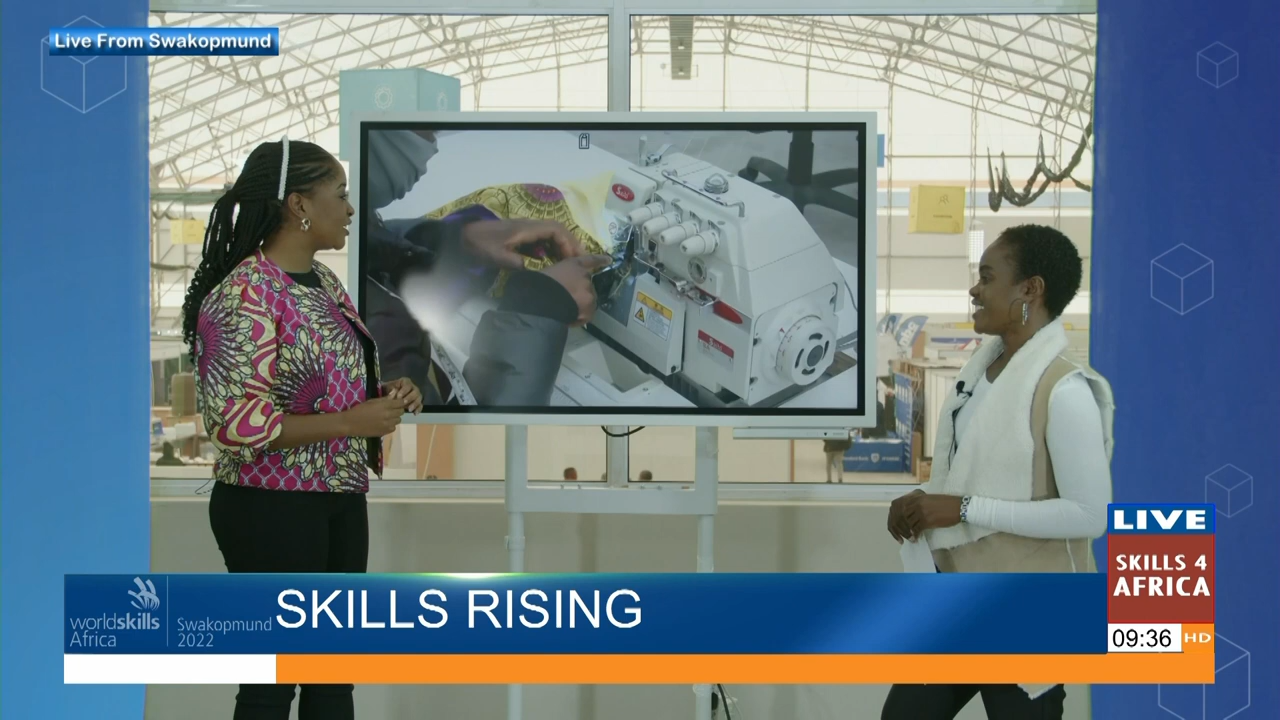 Live From Swakopmund
LIVE
SKILLS 4
AFRICA
09:36 HD
worldskills
Africa
Swakopmund
2022
SKILLS RISING